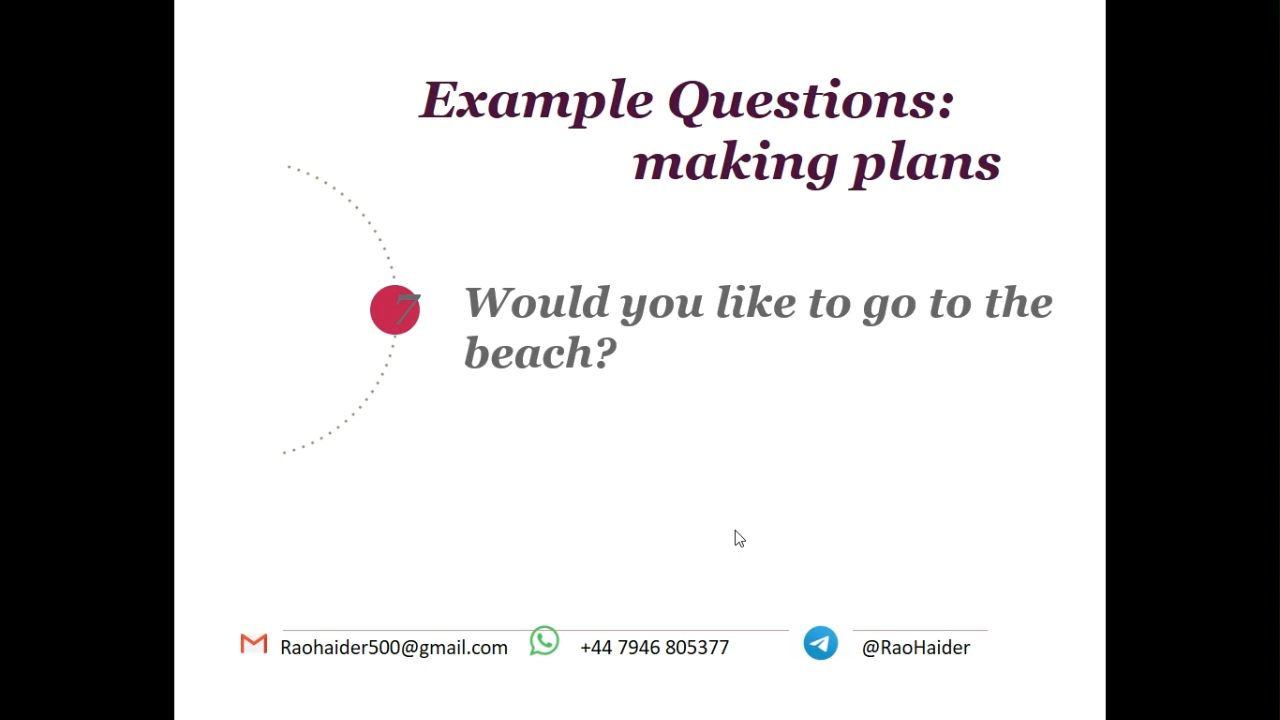 Example Questions:
making plans
7
Would you like to go to the
beach?
Raohaider500@gmail.com
+44 7946 805377
@RaoHaider